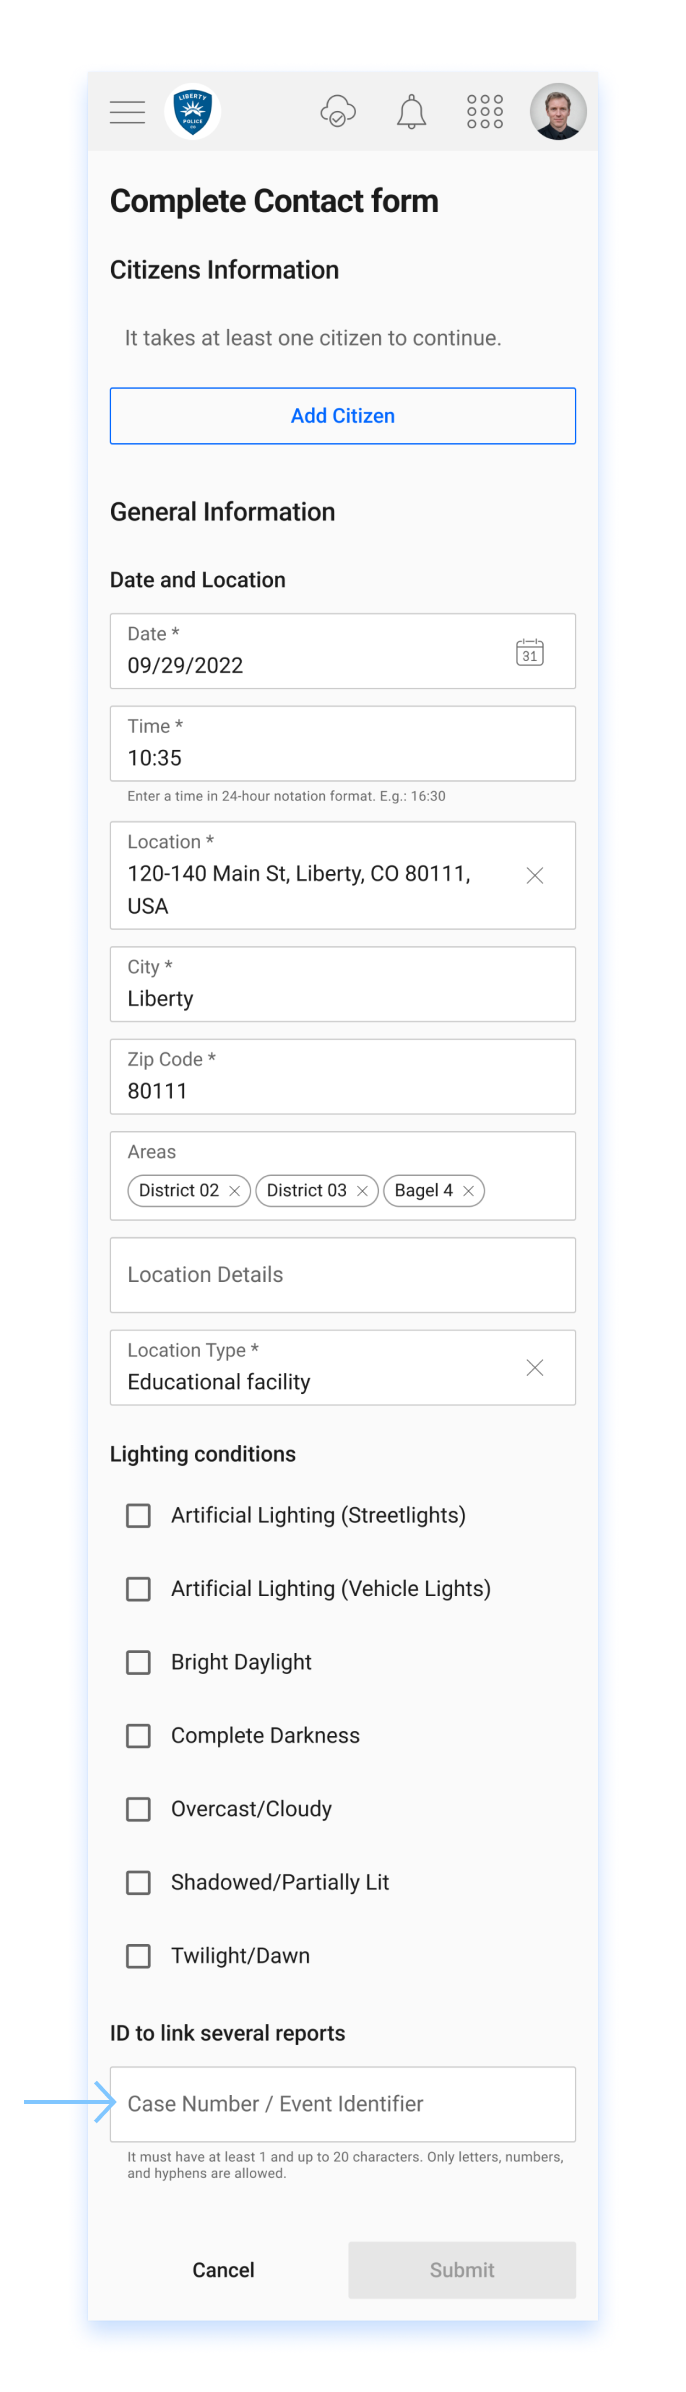 LIBERTY
POLICE
CO
Complete Contact form
Citizens Information
It takes at least one citizen to continue.
Add Citizen
General Information
Date and Location
Date *
09/29/2022
31
Time *
10:35
Enter a time in 24-hour notation format. E.g.: 16:30
Location *
120-140 Main St, Liberty, CO 80111,
USA
City *
Liberty
Zip Code *
80111
Areas
District 02 District 03 Bagel 4
Location Details
Location Type *
Educational facility
Lighting conditions
Artificial Lighting (Streetlights)
Artificial Lighting (Vehicle Lights)
Bright Daylight
Complete Darkness
Overcast/Cloudy
Shadowed/Partially Lit
Twilight/Dawn
ID to link several reports
Case Number / Event Identifier
It must have at least 1 and up to 20 characters. Only letters, numbers,
and hyphens are allowed.
Cancel Submit